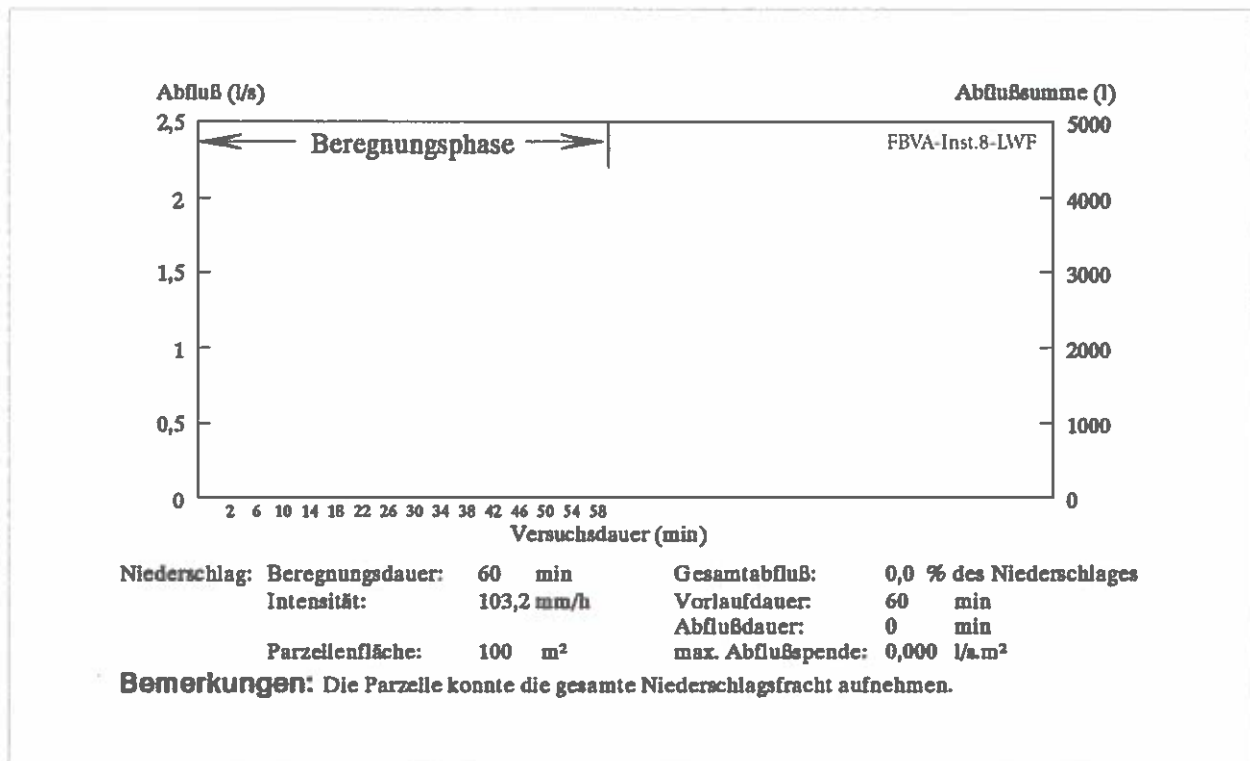 Abfluß (l/s)
Abflußsumme (l)
2,5
2
1,5
1
0,5
0
Beregnungsphase
FBVA-Inst.8-LWF
5000
4000
3000
2000
1000
0
2 6 10 14 18 22 26 30 34 38 42 46 50 54 58
Versuchsdauer (min)
Niederschlag: Beregnungsdauer: 60 min Gesamtabfluß: 0,0 % des Niederschlages
Intensität: 103,2 mm/h Vorlaufdauer: 60 min
Abflußdauer: 0 min
Parzellenfläche: 100 m² max. Abflußspende: 0,000 l/s.m²
Bemerkungen: Die Parzelle konnte die gesamte Niederschlagsfracht aufnehmen.